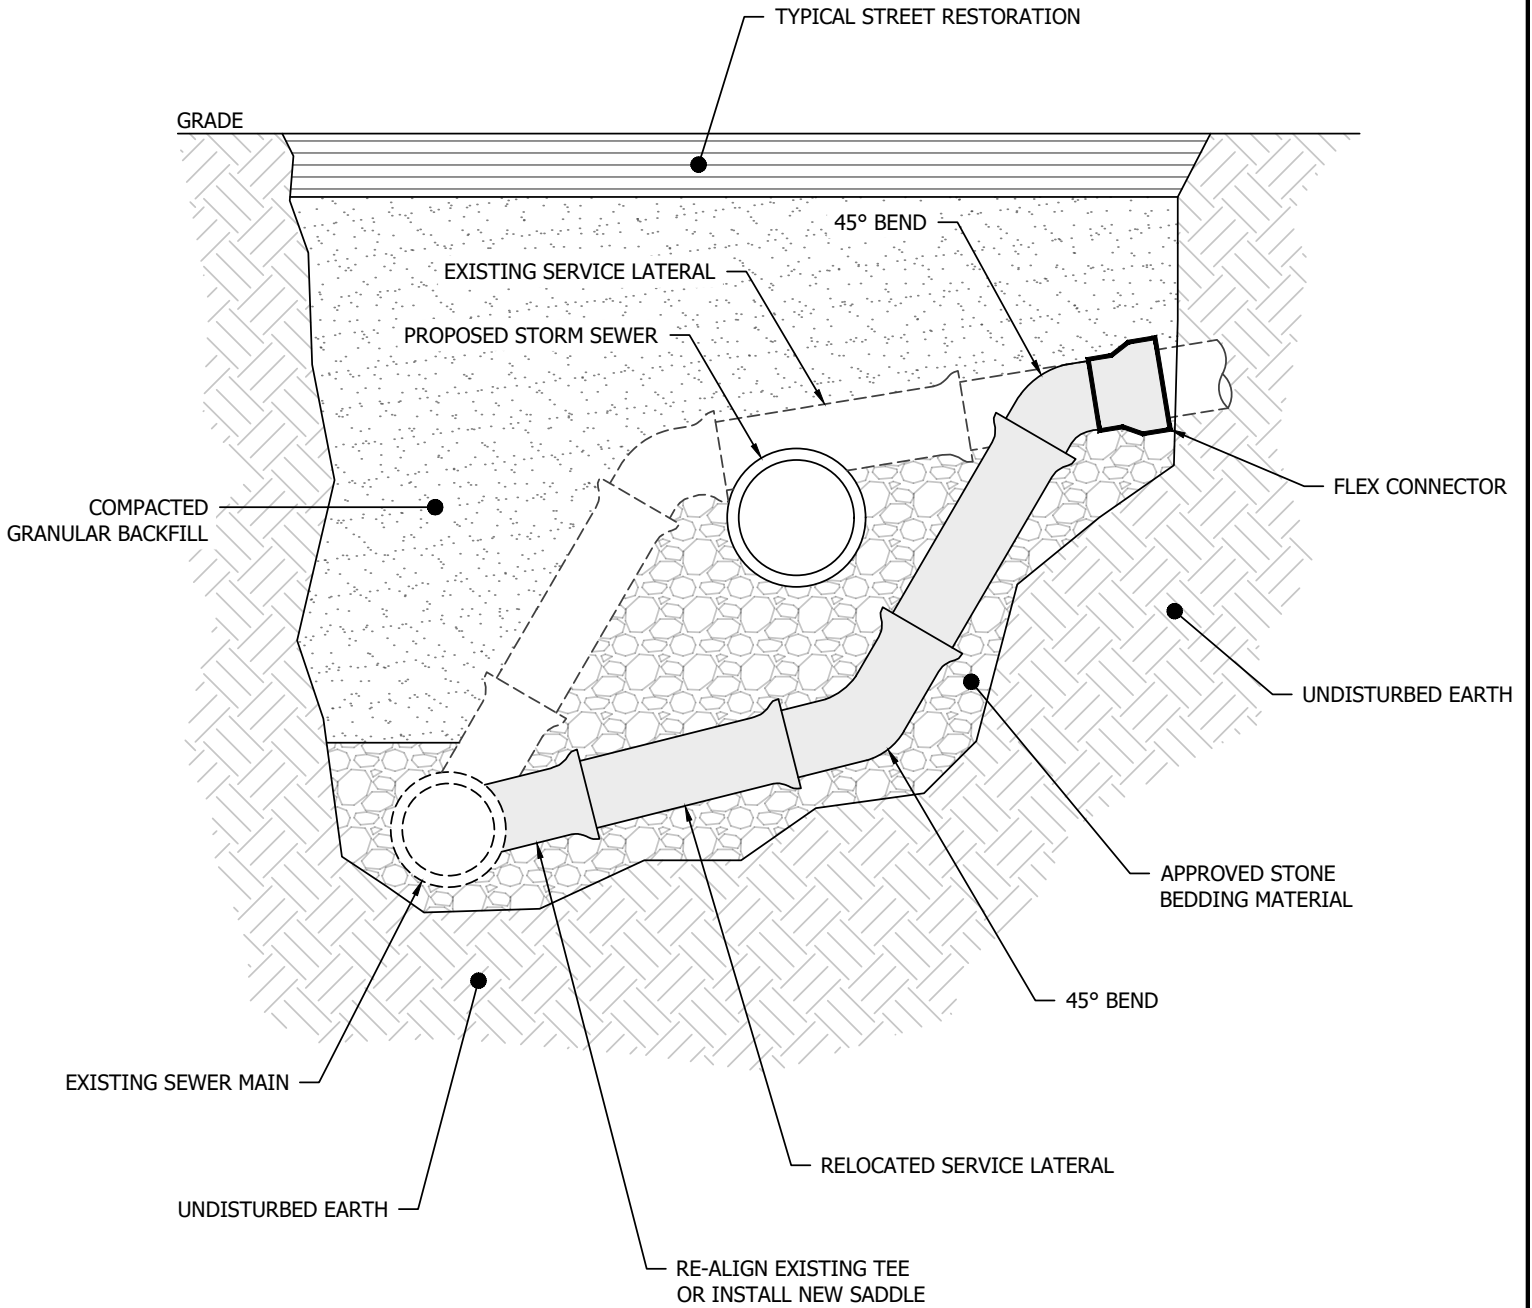 TYPICAL STREET RESTORATION
GRADE
45° BEND
EXISTING SERVICE LATERAL
PROPOSED STORM SEWER
FLEX CONNECTOR
COMPACTED
GRANULAR BACKFILL
UNDISTURBED EARTH
APPROVED STONE
BEDDING MATERIAL
45° BEND
EXISTING SEWER MAIN
RELOCATED SERVICE LATERAL
UNDISTURBED EARTH
RE-ALIGN EXISTING TEE
OR INSTALL NEW SADDLE